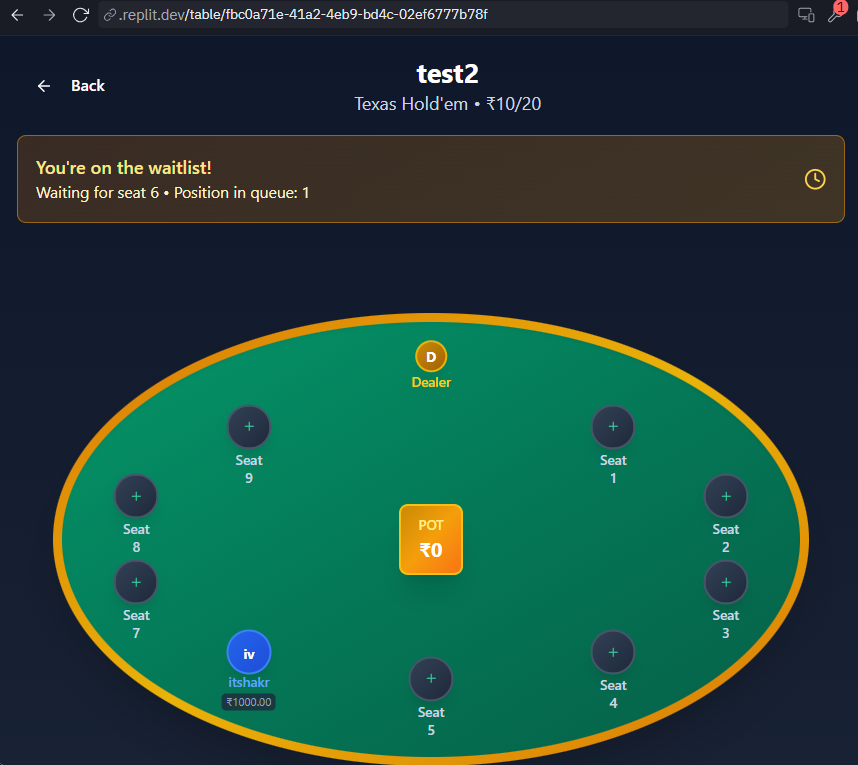 .replit.dev/table/fbc0a71e-41a2-4eb9-bd4c-02ef6777b78f
1
Back
test2
Texas Hold'em • ₹10/20
You're on the waitlist!
Waiting for seat 6 • Position in queue: 1
D
Dealer
+
Seat
9
+
Seat
1
+
Seat
8
+
Seat
2
POT
₹0
+
Seat
7
+
Seat
3
iv
itshakr
₹1000.00
+
Seat
5
+
Seat
4